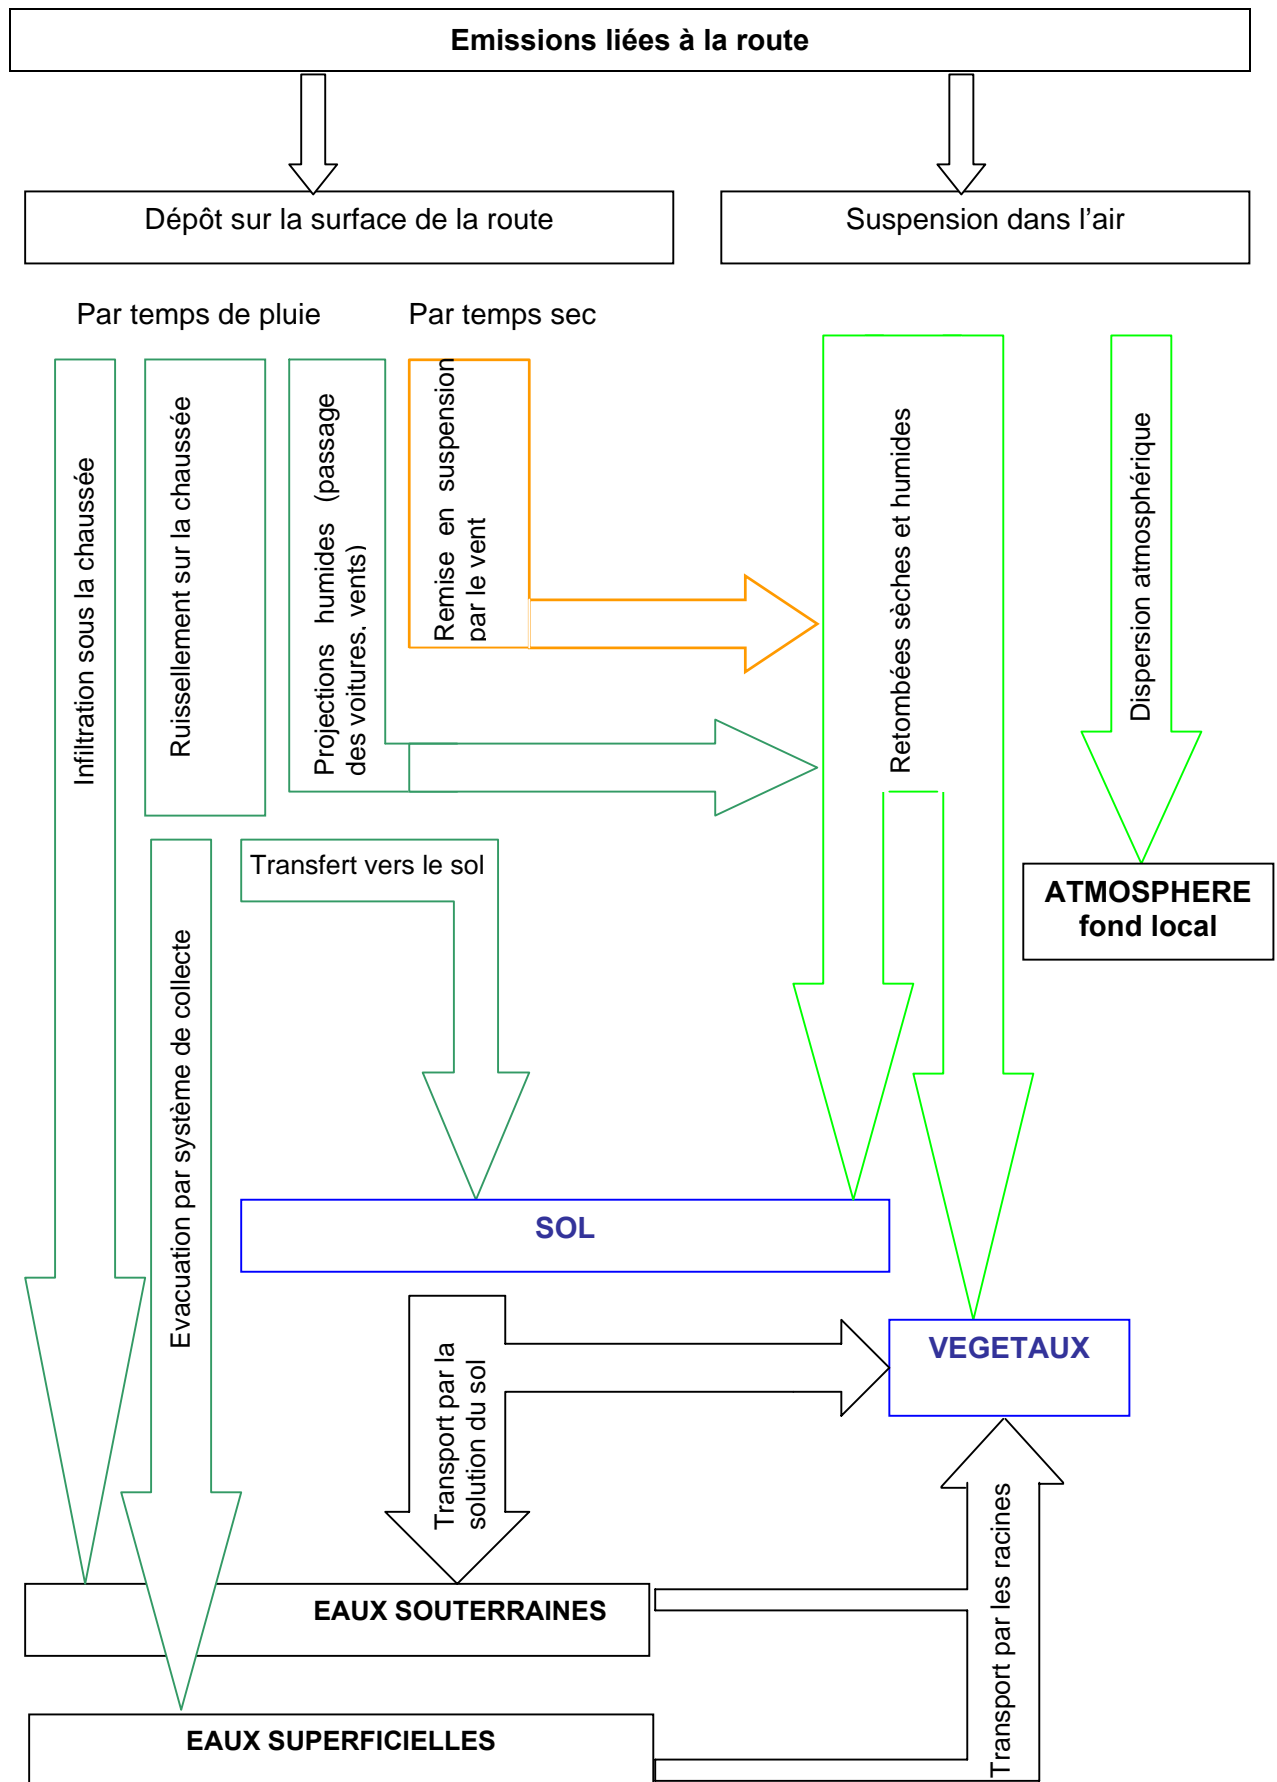 Emissions liées à la route
Dépôt sur la surface de la route
Suspension dans l'air
Par temps de pluie
Par temps sec
Infiltration sous la chaussée
Ruissellement sur la chaussée
Projections humides (passage
des voitures, vents)
Remise en suspension
par le vent
Retombées sèches et humides
Dispersion atmosphérique
Transfert vers le sol
ATMOSPHERE
fond local
Evacuation par système de collecte
SOL
VEGETAUX
Transport par la
solution du sol
Transport par les racines
EAUX SOUTERRAINES
EAUX SUPERFICIELLES